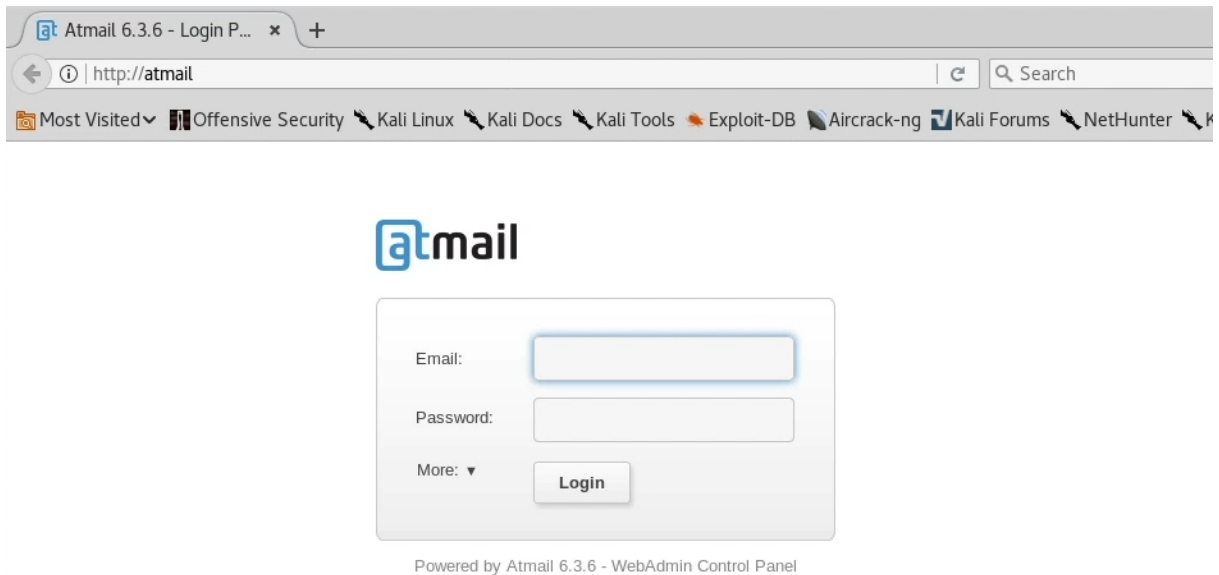 at Atmail 6.3.6 - Login P... × +
http://atmail Search
Most Visited Offensive Security Kali Linux Kali Docs Kali Tools Exploit-DB Aircrack-ng Kali Forums NetHunter K
atmail
Email:
Password:
More: ▼ Login
Powered by Atmail 6.3.6 - WebAdmin Control Panel